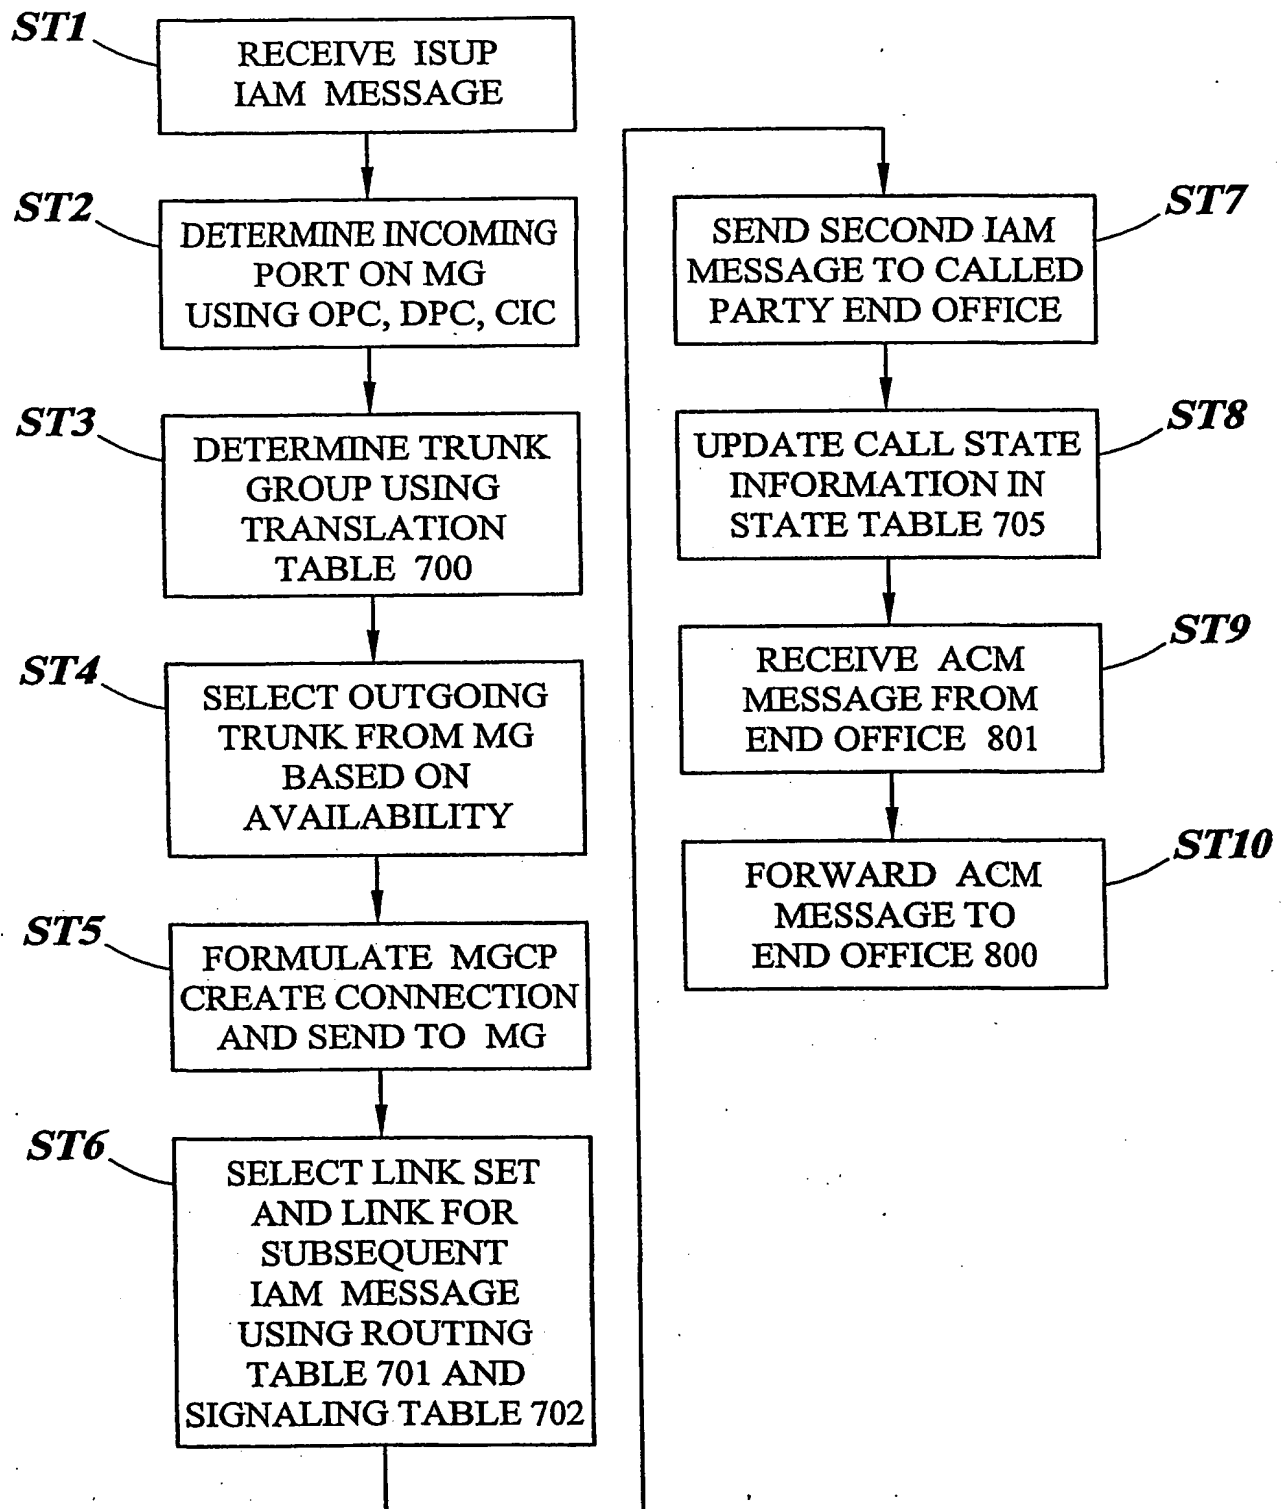 ST1
RECEIVE ISUP
IAM MESSAGE
ST2
DETERMINE INCOMING
PORT ON MG
USING OPC, DPC, CIC
ST3
DETERMINE TRUNK
GROUP USING
TRANSLATION
TABLE 700
ST4
SELECT OUTGOING
TRUNK FROM MG
BASED ON
AVAILABILITY
ST5
FORMULATE MGCP
CREATE CONNECTION
AND SEND TO MG
ST6
SELECT LINK SET
AND LINK FOR
SUBSEQUENT
IAM MESSAGE
USING ROUTING
TABLE 701 AND
SIGNALING TABLE 702
ST7
SEND SECOND IAM
MESSAGE TO CALLED
PARTY END OFFICE
ST8
UPDATE CALL STATE
INFORMATION IN
STATE TABLE 705
ST9
RECEIVE ACM
MESSAGE FROM
END OFFICE 801
ST10
FORWARD ACM
MESSAGE TO
END OFFICE 800